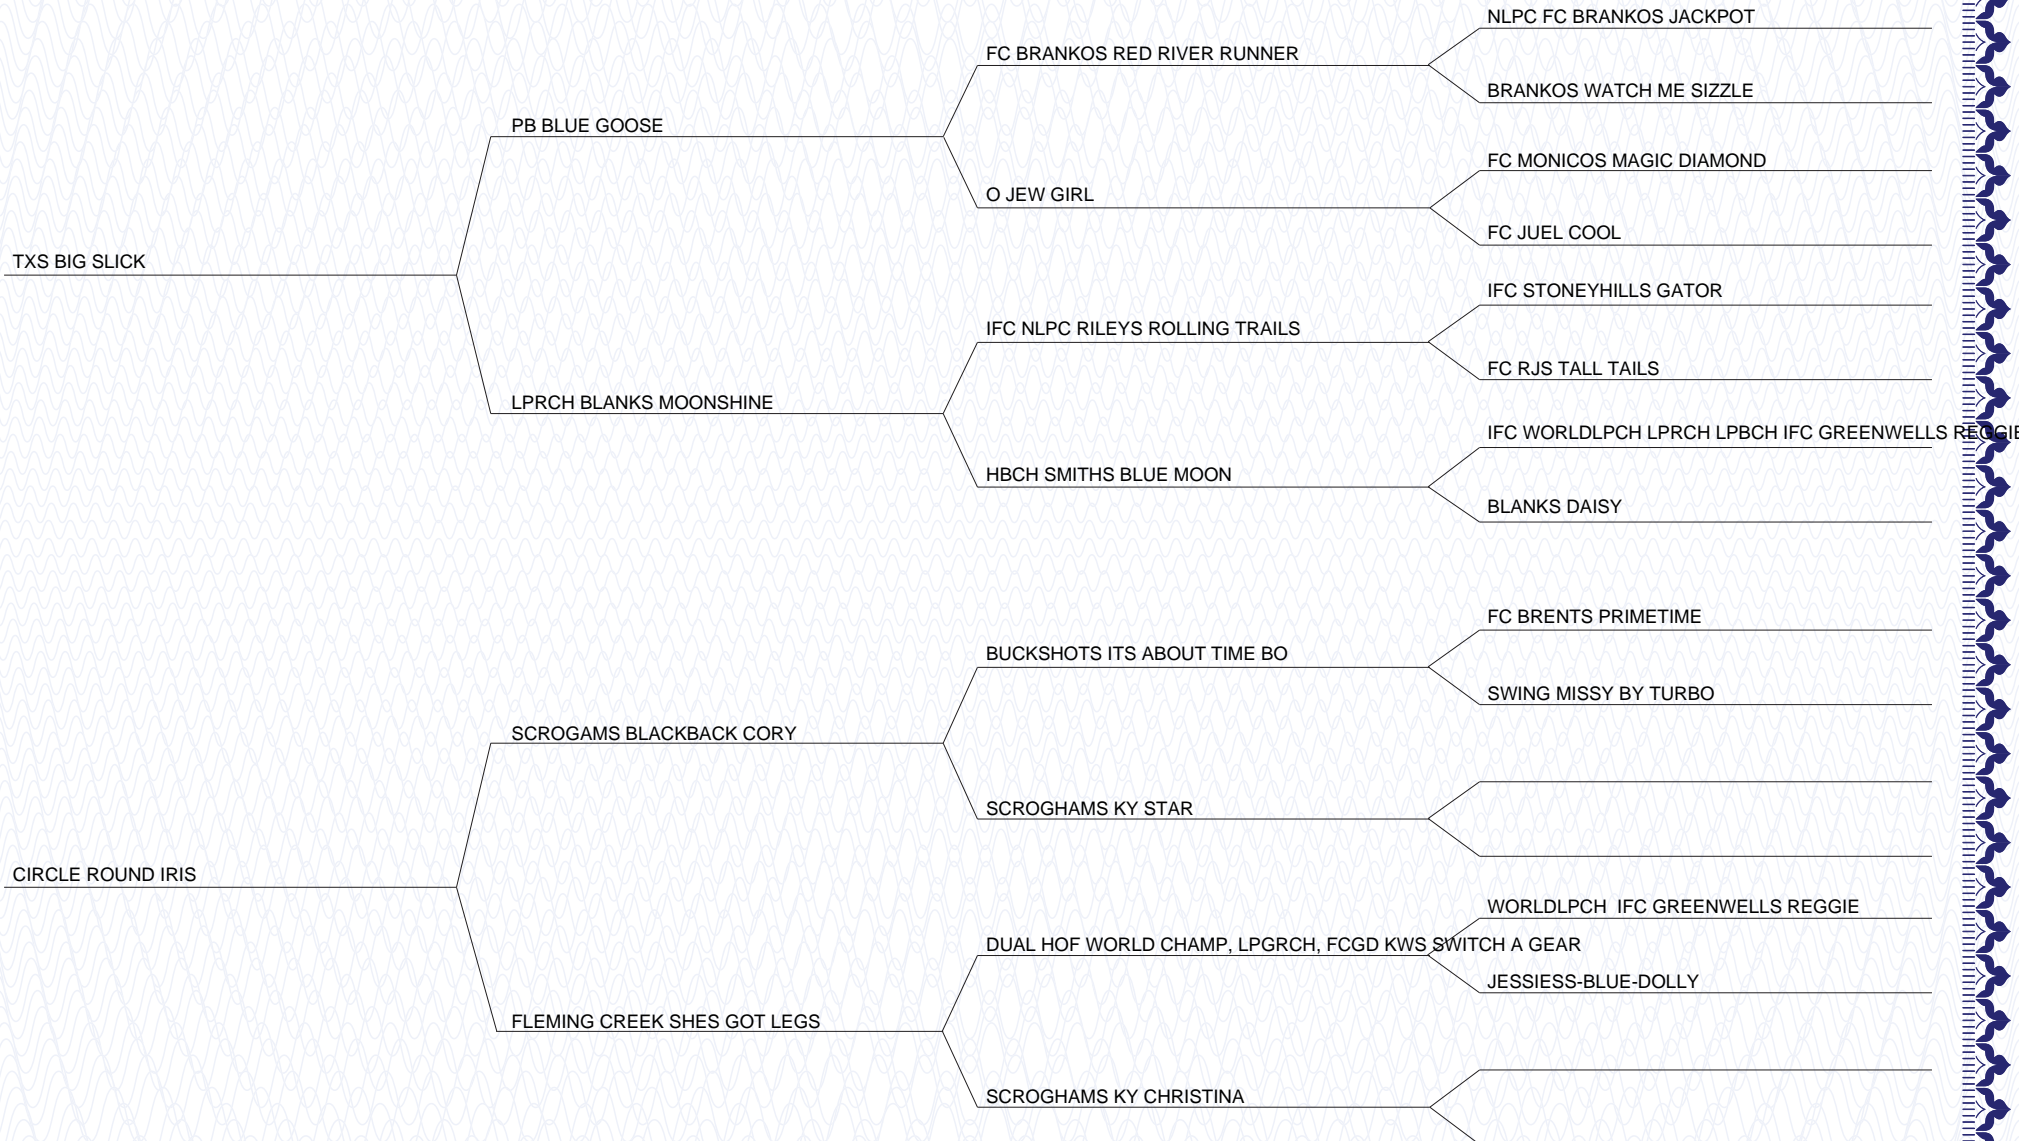 NLPC FC BRANKOS JACKPOT
FC BRANKOS RED RIVER RUNNER
BRANKOS WATCH ME SIZZLE
PB BLUE GOOSE
FC MONICOS MAGIC DIAMOND
O JEW GIRL
FC JUEL COOL
TXS BIG SLICK
IFC STONEYHILLS GATOR
IFC NLPC RILEYS ROLLING TRAILS
FC RJS TALL TAILS
LPRCH BLANKS MOONSHINE
IFC WORLDLPCH LPRCH LPBCH IFC GREENWELLS REGGIE
HBCH SMITHS BLUE MOON
BLANKS DAISY
FC BRENTS PRIMETIME
BUCKSHOTS ITS ABOUT TIME BO
SWING MISSY BY TURBO
SCROGAMS BLACKBACK CORY
SCROGHAMS KY STAR
CIRCLE ROUND IRIS
WORLDLPCH  IFC GREENWELLS REGGIE
DUAL HOF WORLD CHAMP, LPGRCH, FCGD KWS SWITCH A GEAR
JESSIESS-BLUE-DOLLY
FLEMING CREEK SHES GOT LEGS
SCROGHAMS KY CHRISTINA